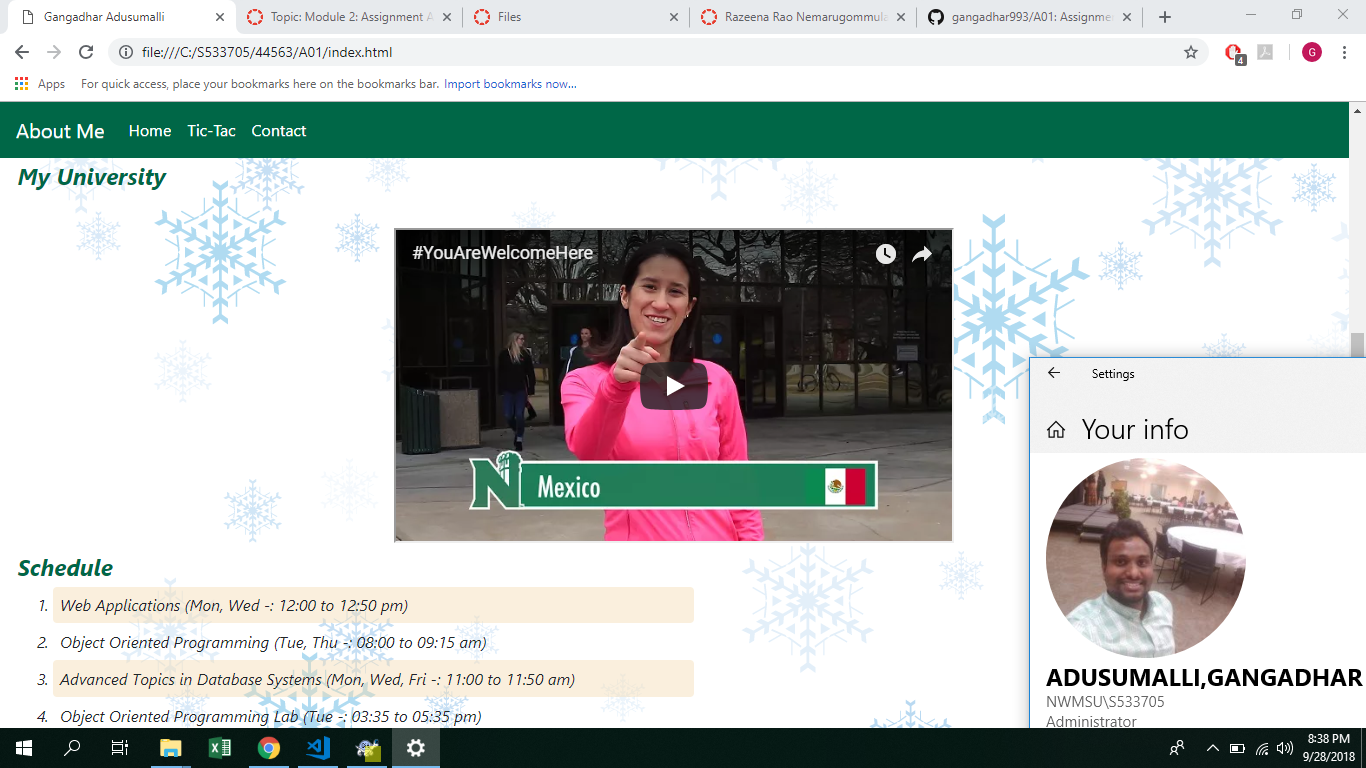 Gangadhar Adusumalli
Topic: Module 2: Assignment A
Files
Razeena Rao Nemarugommula
gangadhar993/A01: Assignme
file:///C:/S533705/44563/A01/index.html
4
G
Apps For quick access, place your bookmarks here on the bookmarks bar. Import bookmarks now...
About Me Home Tic-Tac Contact
My University
#YouAreWelcomeHere
N Mexico
Settings
Your info
ADUSUMALLI,GANGADHAR
NWMSU\S533705
Administrator
Schedule
1. Web Applications (Mon, Wed -: 12:00 to 12:50 pm)
2. Object Oriented Programming (Tue, Thu -: 08:00 to 09:15 am)
3. Advanced Topics in Database Systems (Mon, Wed, Fri -: 11:00 to 11:50 am)
4. Object Oriented Programming Lab (Tue -: 03:35 to 05:35 pm)
8:38 PM
9/28/2018